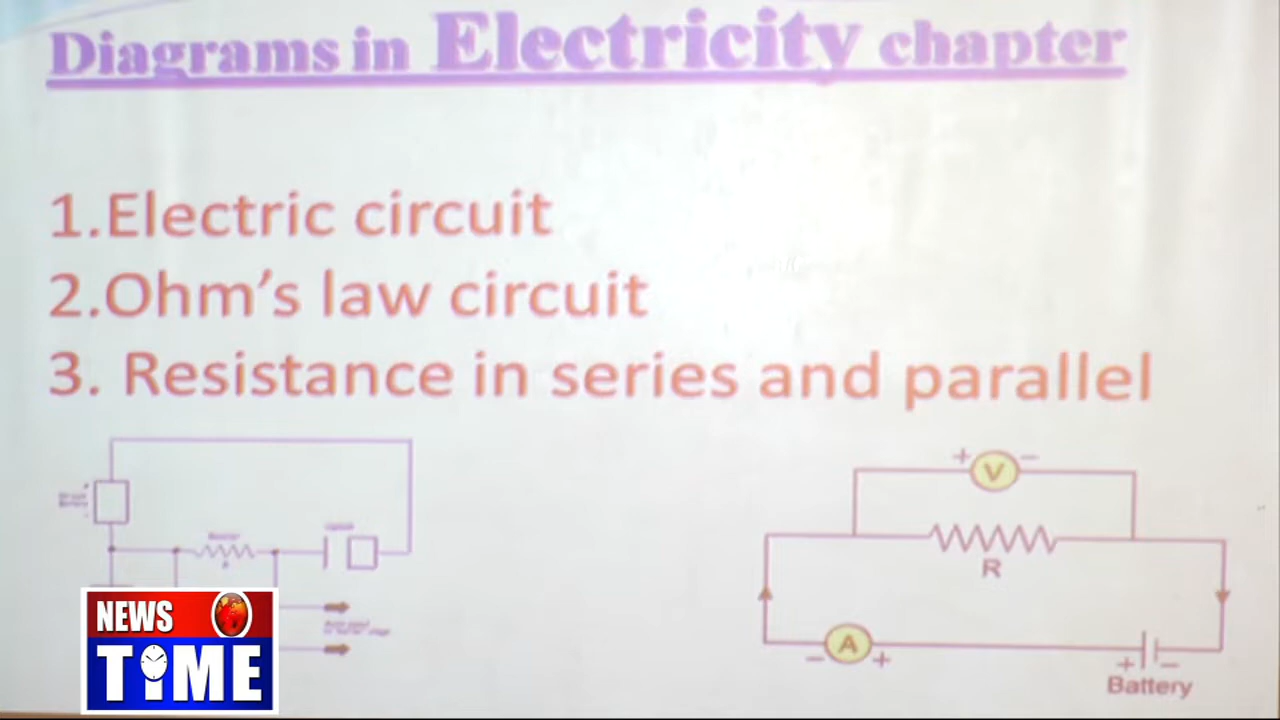 Diagrams in Electricity chapter
1.Electric circuit
2.Ohm's law circuit
3. Resistance in series and parallel
+ V −
R
Resistor
R
− A +
+ −
Battery
NEWS
TIME